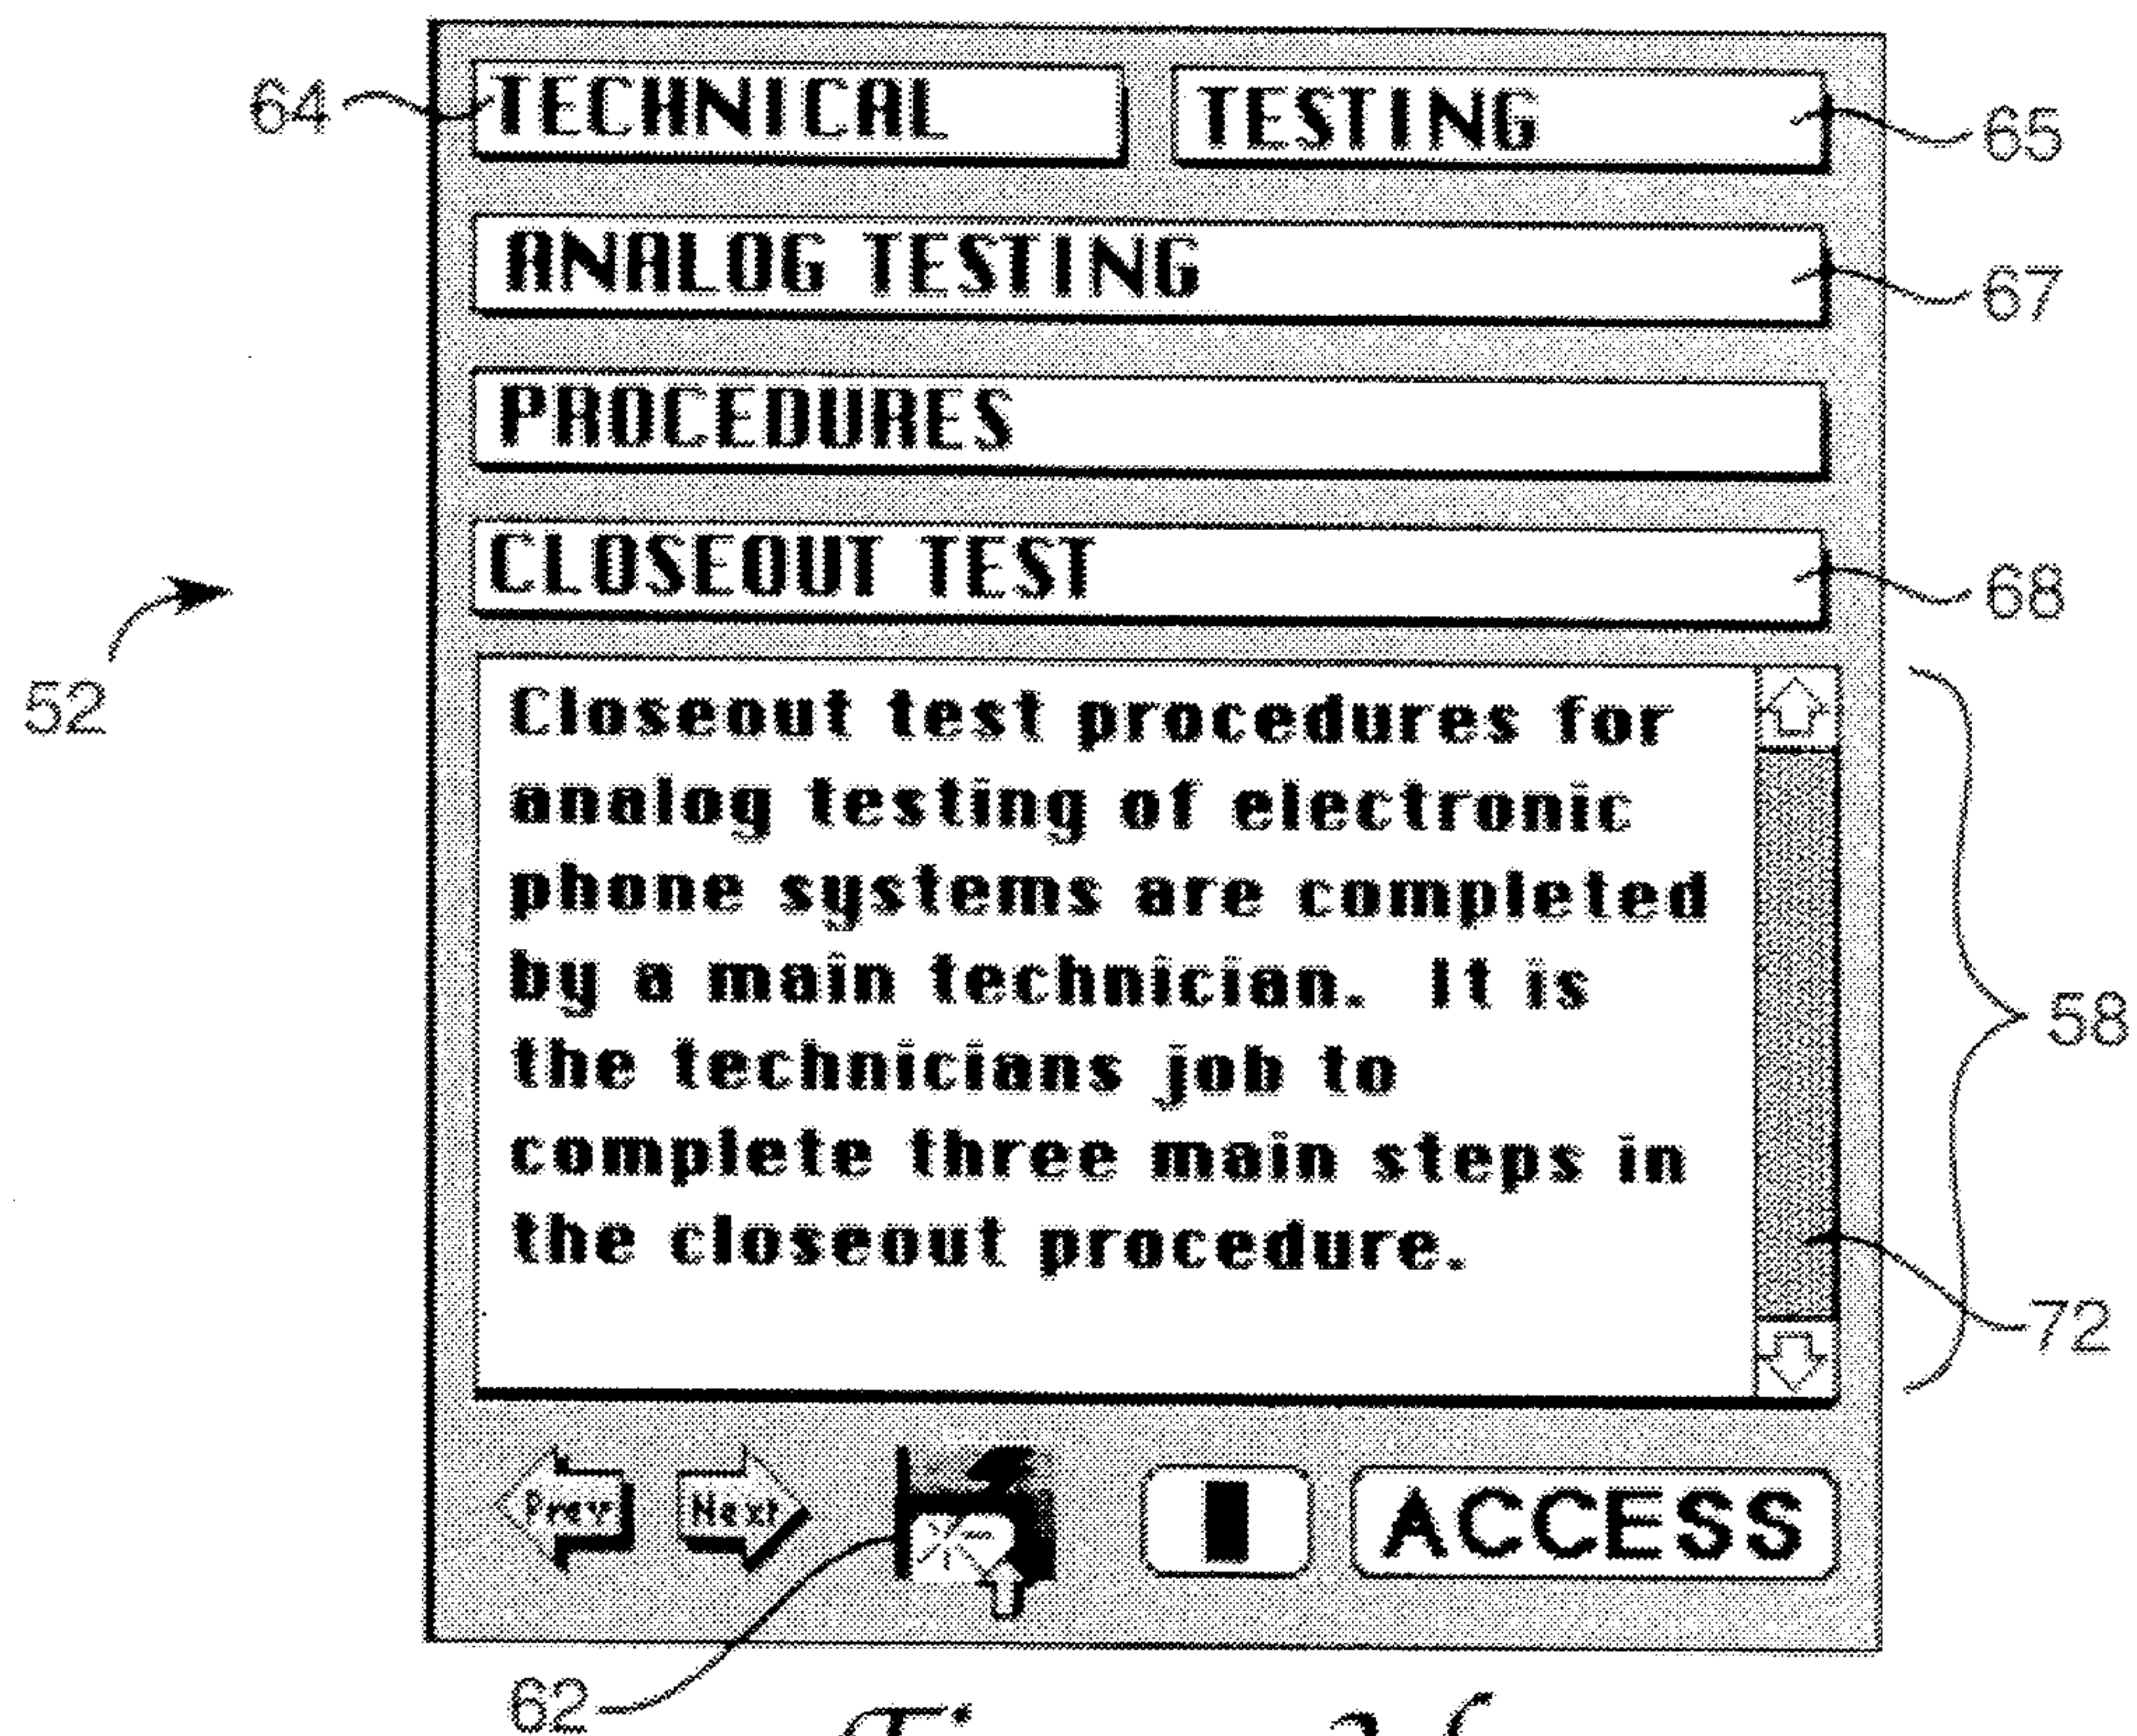 64 TECHNICAL TESTING 65
ANALOG TESTING 67
PROCEDURES
CLOSEOUT TEST 68
52
Closeout test procedures for
analog testing of electronic
phone systems are completed
by a main technician. It is
the technicians job to
complete three main steps in
the closeout procedure.
58
72
Prev Next ACCESS
62